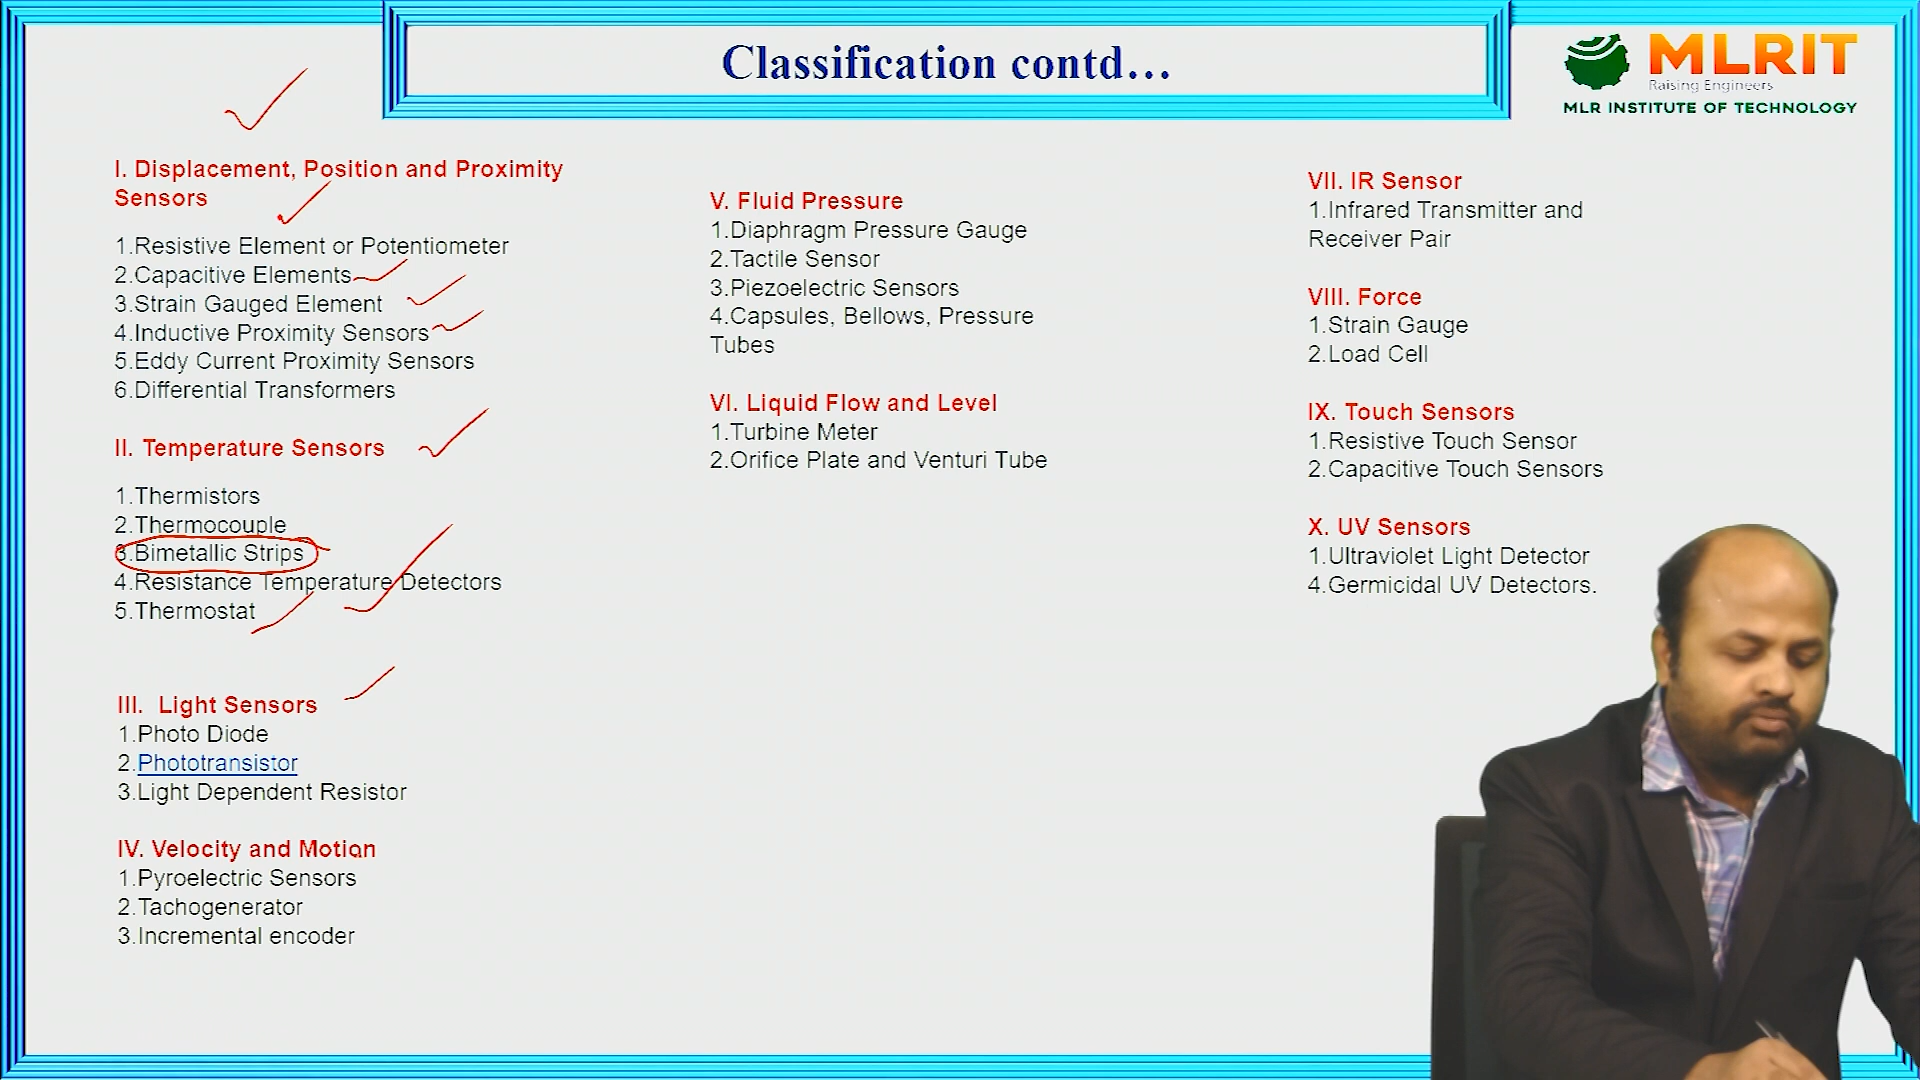 Classification contd...
MLRIT
Raising Engineers
MLR INSTITUTE OF TECHNOLOGY
I. Displacement, Position and Proximity
Sensors
1.Resistive Element or Potentiometer
2.Capacitive Elements
3.Strain Gauged Element
4.Inductive Proximity Sensors
5.Eddy Current Proximity Sensors
6.Differential Transformers
II. Temperature Sensors
1.Thermistors
2.Thermocouple
3.Bimetallic Strips
4.Resistance Temperature Detectors
5.Thermostat
III. Light Sensors
1.Photo Diode
2.Phototransistor
3.Light Dependent Resistor
IV. Velocity and Motion
1.Pyroelectric Sensors
2.Tachogenerator
3.Incremental encoder
V. Fluid Pressure
1.Diaphragm Pressure Gauge
2.Tactile Sensor
3.Piezoelectric Sensors
4.Capsules, Bellows, Pressure
Tubes
VI. Liquid Flow and Level
1.Turbine Meter
2.Orifice Plate and Venturi Tube
VII. IR Sensor
1.Infrared Transmitter and
Receiver Pair
VIII. Force
1.Strain Gauge
2.Load Cell
IX. Touch Sensors
1.Resistive Touch Sensor
2.Capacitive Touch Sensors
X. UV Sensors
1.Ultraviolet Light Detector
4.Germicidal UV Detectors.